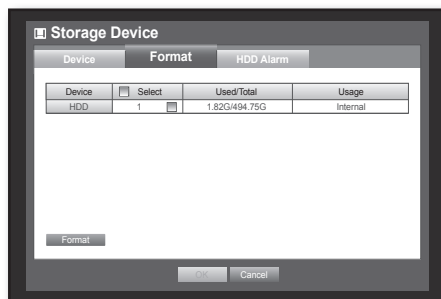 Storage Device
Device Format HDD Alarm
Device Select Used/Total Usage
HDD 1 1.82G/494.75G Internal
Format
OK Cancel